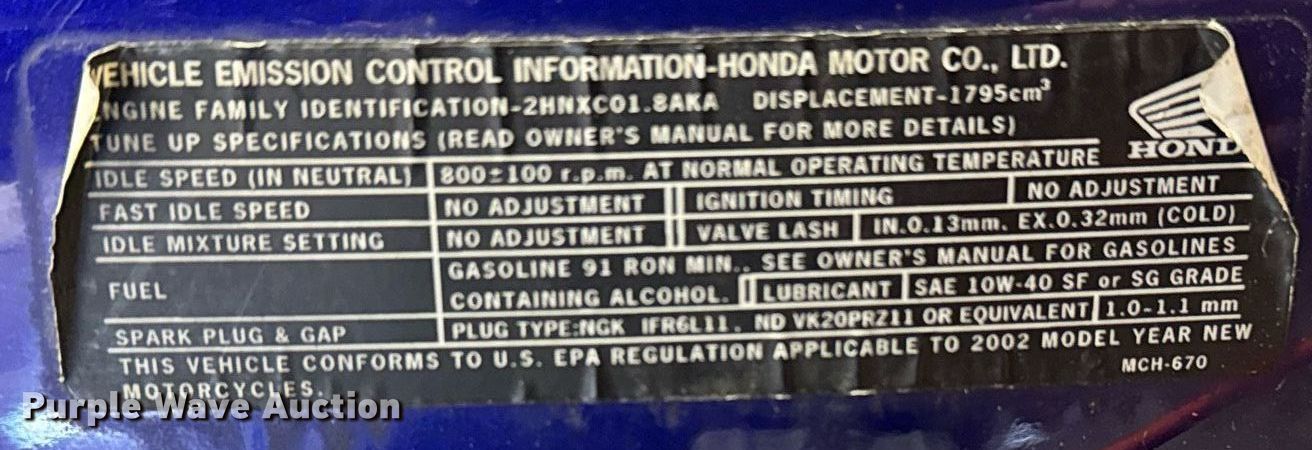 VEHICLE EMISSION CONTROL INFORMATION-HONDA MOTOR CO., LTD.
ENGINE FAMILY IDENTIFICATION-2HNXC01.8AKA DISPLACEMENT-1795cm³
TUNE UP SPECIFICATIONS (READ OWNER'S MANUAL FOR MORE DETAILS)
HOND
IDLE SPEED (IN NEUTRAL) 800±100 r.p.m. AT NORMAL OPERATING TEMPERATURE
FAST IDLE SPEED NO ADJUSTMENT IGNITION TIMING NO ADJUSTMENT
IDLE MIXTURE SETTING NO ADJUSTMENT VALVE LASH IN.0.13mm. EX.0.32mm (COLD)
FUEL GASOLINE 91 RON MIN.. SEE OWNER'S MANUAL FOR GASOLINES
CONTAINING ALCOHOL. LUBRICANT SAE 10W-40 SF or SG GRADE
SPARK PLUG & GAP PLUG TYPE:NGK IFR6L11. ND VK20PRZ11 OR EQUIVALENT 1.0-1.1 mm
THIS VEHICLE CONFORMS TO U.S. EPA REGULATION APPLICABLE TO 2002 MODEL YEAR NEW
MOTORCYCLES. MCH-670
Purple Wave Auction